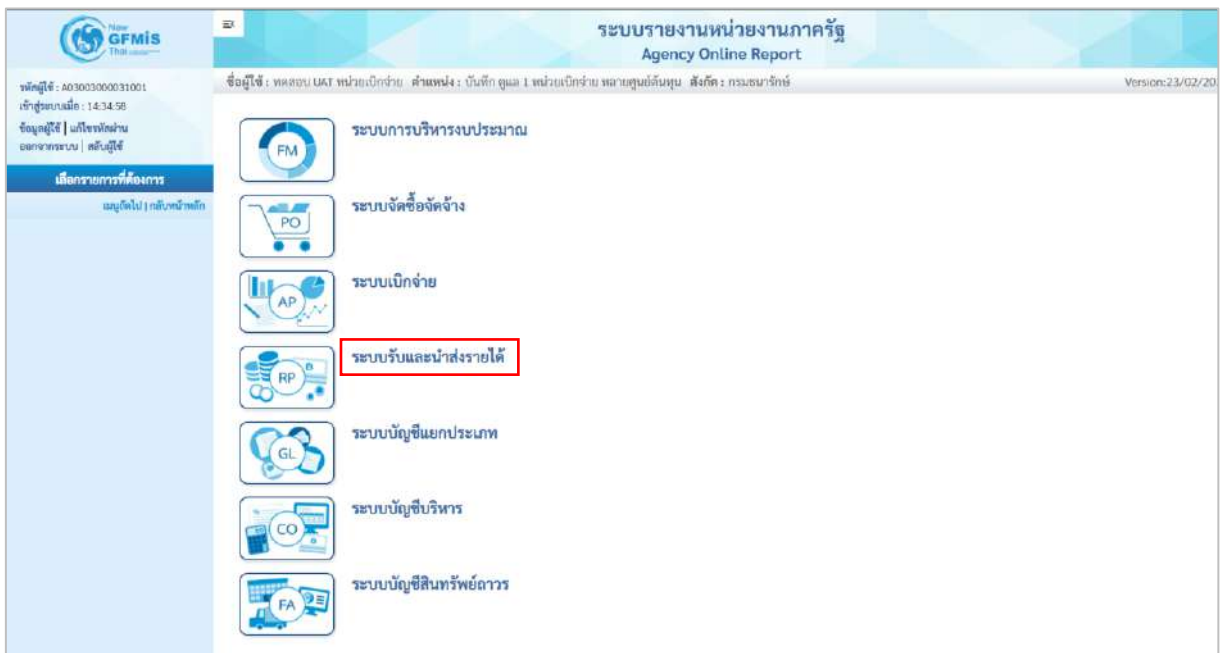 New
GFMIS
Thai
ระบบรายงานหน่วยงานภาครัฐ
Agency Online Report
รหัสผู้ใช้ : A03003000031001
เข้าสู่ระบบเมื่อ : 14:34:58
ข้อมูลผู้ใช้ | แก้ไขรหัสผ่าน
ออกจากระบบ | สลับผู้ใช้
เลือกรายการที่ต้องการ
เมนูถัดไป | กลับหน้าหลัก
ชื่อผู้ใช้ : ทดสอบ UAT หน่วยเบิกจ่าย ตำแหน่ง : บันทึก ดูแล 1 หน่วยเบิกจ่าย หลายศูนย์ต้นทุน สังกัด : กรมธนารักษ์
Version:23/02/20
FM
ระบบการบริหารงบประมาณ
PO
ระบบจัดซื้อจัดจ้าง
AP
ระบบเบิกจ่าย
RP
ระบบรับและนำส่งรายได้
GL
ระบบบัญชีแยกประเภท
CO
ระบบบัญชีบริหาร
FA
ระบบบัญชีสินทรัพย์ถาวร